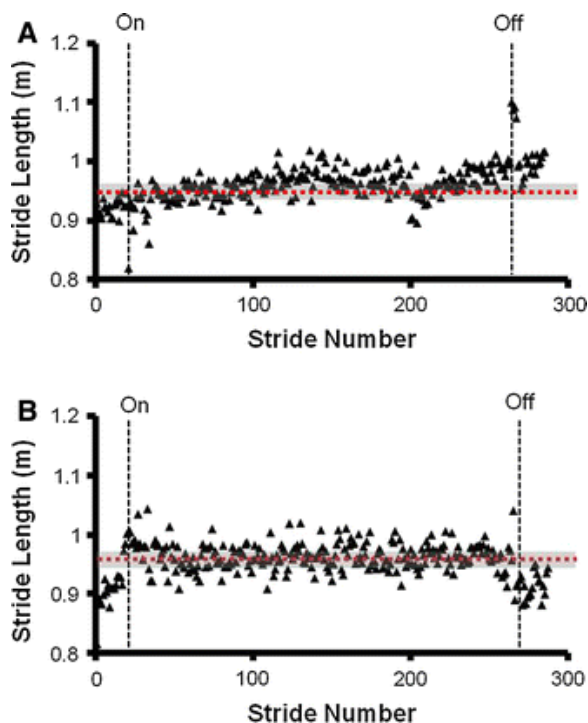 A
On
Off
Stride Length (m)
1.2
1.1
1
0.9
0.8
0
100
200
300
Stride Number
B
On
Off
Stride Length (m)
1.2
1.1
1
0.9
0.8
0
100
200
300
Stride Number